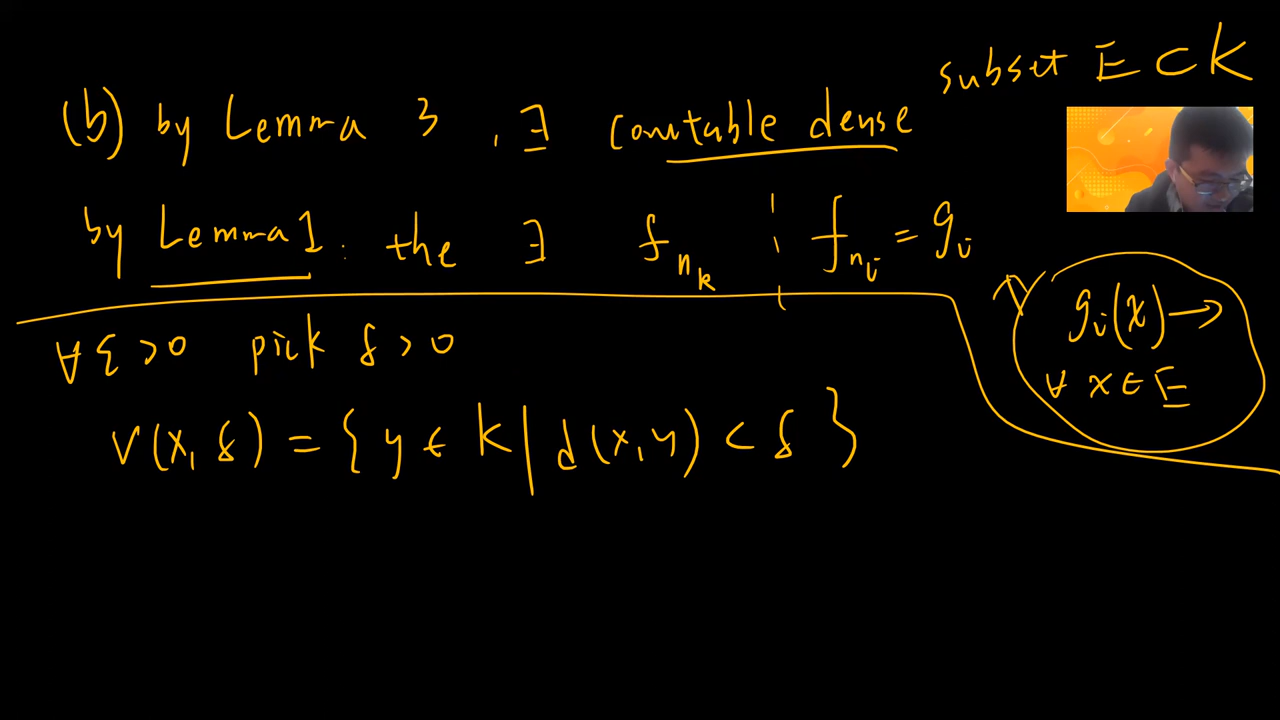 (b) by Lemma 3 , ∃ countable dense subset E ⊂ K
by Lemma 1 : the ∃ f_{n_k} ; f_{n_i} = g_i
g_i(x) →
∀ x ∈ E
∀ ε > 0 pick δ > 0
V(x, δ) = { y ∈ K | d(x,y) < δ }